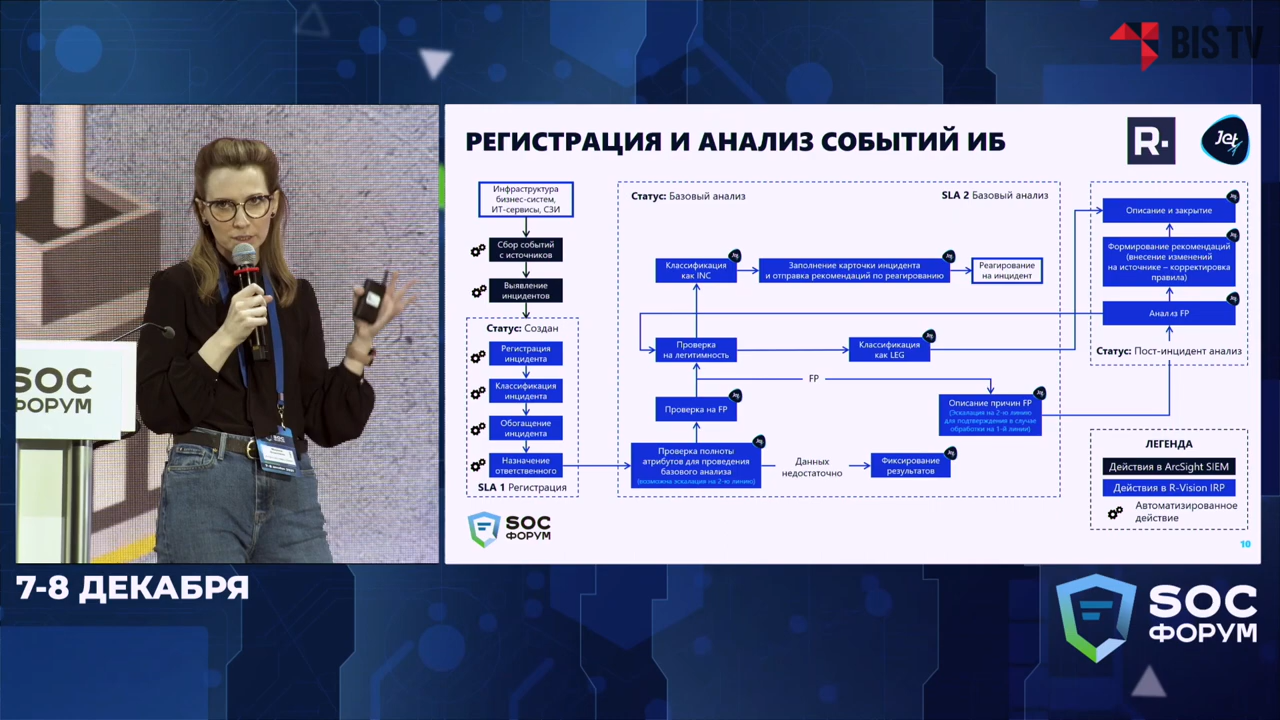 BIS TV
РЕГИСТРАЦИЯ И АНАЛИЗ СОБЫТИЙ ИБ
R.
Jet
Инфраструктура
бизнес-систем,
ИТ-сервисы, СЗИ
Сбор событий
с источников
Выявление
инцидентов
Статус: Создан
Регистрация
инцидента
Классификация
инцидента
Обогащение
инцидента
Назначение
ответственного
SLA 1 Регистрация
Статус: Базовый анализ
SLA 2 Базовый анализ
Классификация
как INC
Заполнение карточки инцидента
и отправка рекомендаций по реагированию
Реагирование
на инцидент
Проверка
на легитимность
Классификация
как LEG
FP
Проверка на FP
Описание причин FP
(Эскалация на 2-ю линию
для подтверждения в случае
обработки на 1-й линии)
Проверка полноты
атрибутов для проведения
базового анализа
(возможна эскалация на 2-ю линию)
Данных
недостаточно
Фиксирование
результатов
Описание и закрытие
Формирование рекомендаций
(внесение изменений
на источнике – корректировка
правила)
Анализ FP
Статус: Пост-инцидент анализ
ЛЕГЕНДА
Действия в ArcSight SIEM
Действия в R-Vision IRP
Автоматизированное
действие
SOC
ФОРУМ
10
SOC
ФОРУМ
7-8 ДЕКАБРЯ
SOC
ФОРУМ